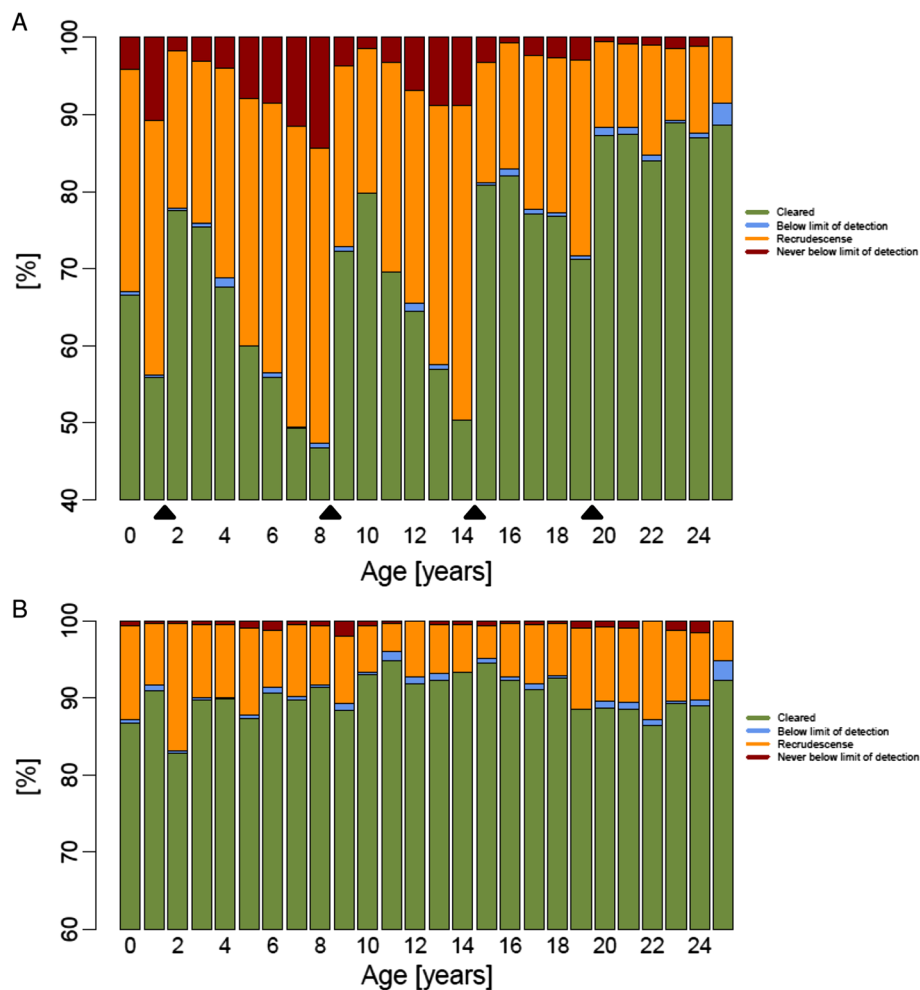 A
100
90
80
70
60
50
40
[%]
0 2 4 6 8 10 12 14 16 18 20 22 24
Age [years]
Cleared
Below limit of detection
Recrudescense
Never below limit of detection
B
100
90
80
70
60
[%]
0 2 4 6 8 10 12 14 16 18 20 22 24
Age [years]
Cleared
Below limit of detection
Recrudescense
Never below limit of detection